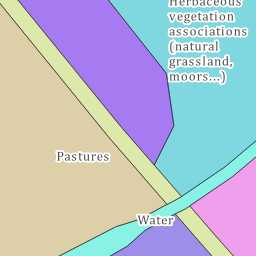 Herbaceous
vegetation
associations
(natural
grassland,
moors...)
Pastures
Water